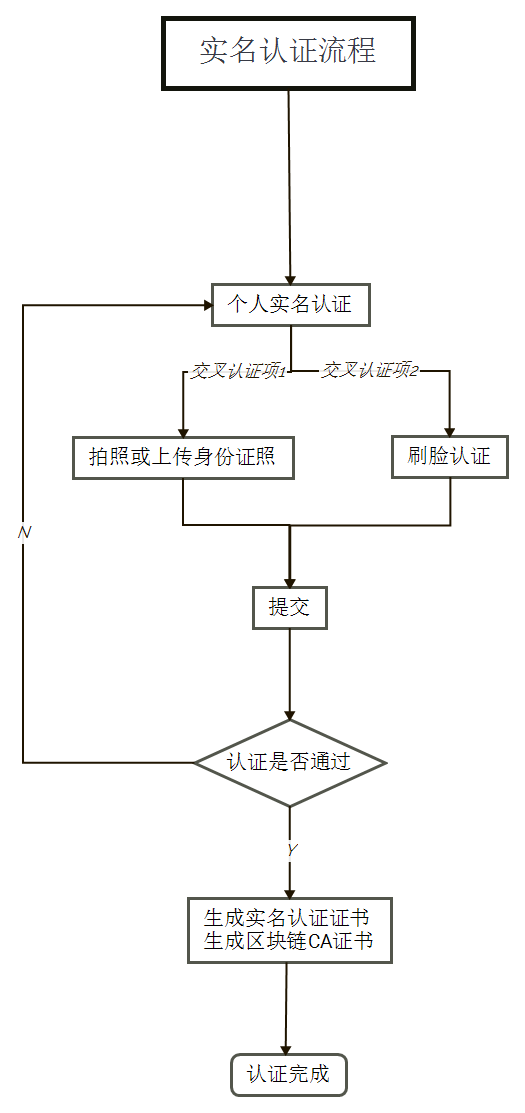 实名认证流程
个人实名认证
交叉认证项1
交叉认证项2
拍照或上传身份证照
刷脸认证
N
提交
认证是否通过
Y
生成实名认证证书
生成区块链CA证书
认证完成